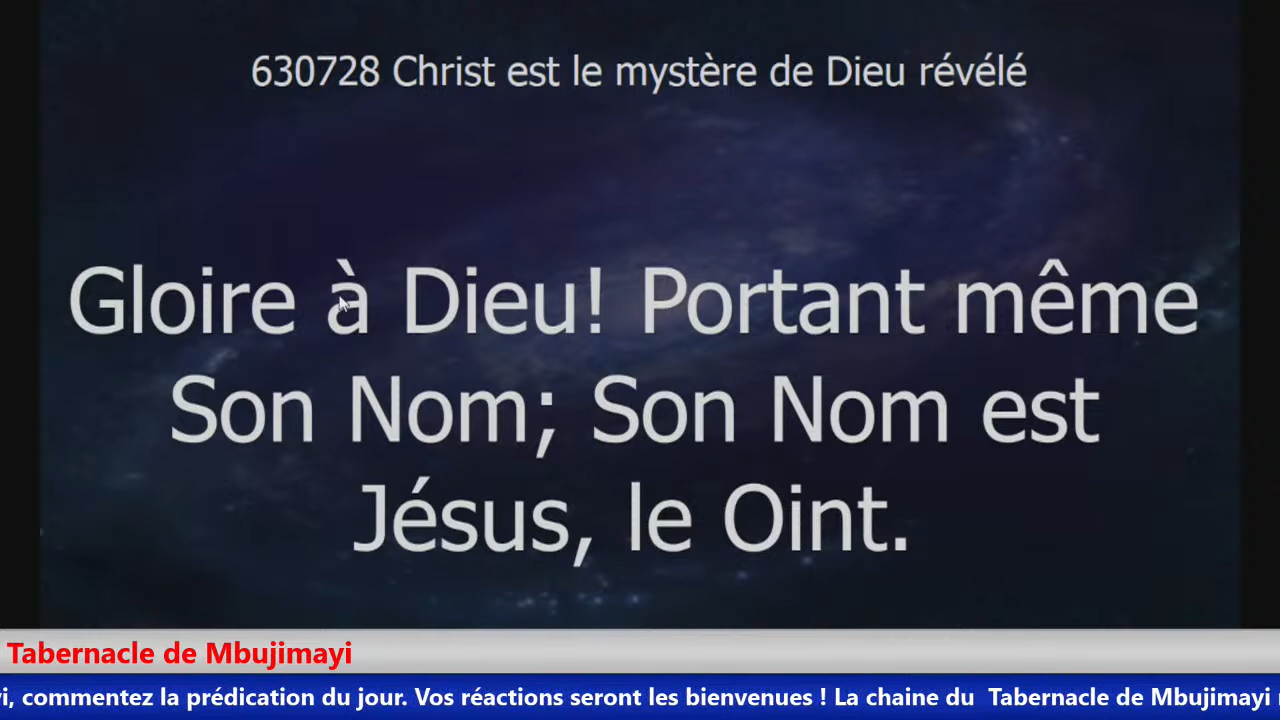 630728 Christ est le mystère de Dieu révélé
Gloire à Dieu! Portant même
Son Nom; Son Nom est
Jésus, le Oint.
Tabernacle de Mbujimayi
i, commentez la prédication du jour. Vos réactions seront les bienvenues ! La chaine du Tabernacle de Mbujimayi